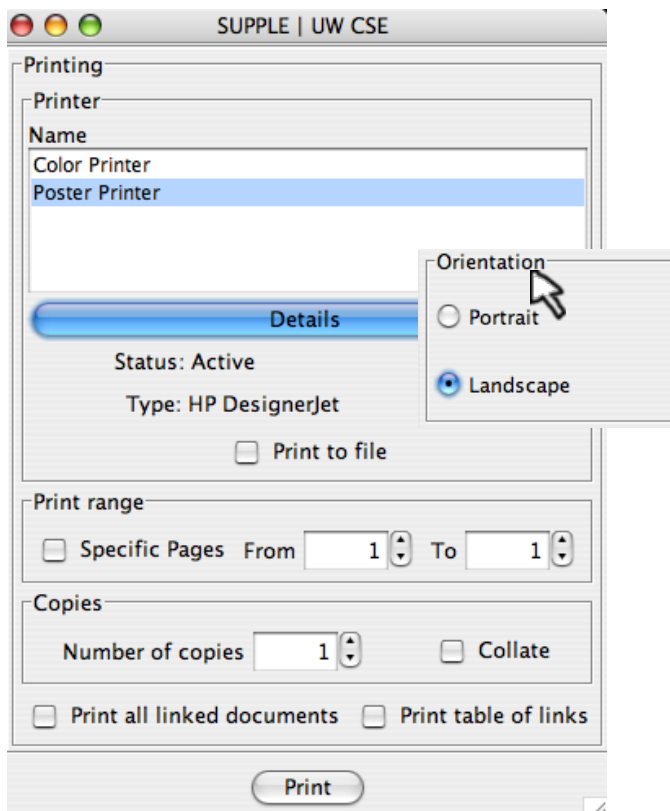 SUPPLE | UW CSE
Printing
Printer
Name
Color Printer
Poster Printer
Orientation
Portrait
Landscape
Details
Status: Active
Type: HP DesignerJet
Print to file
Print range
Specific Pages From 1 To 1
Copies
Number of copies 1 Collate
Print all linked documents Print table of links
Print